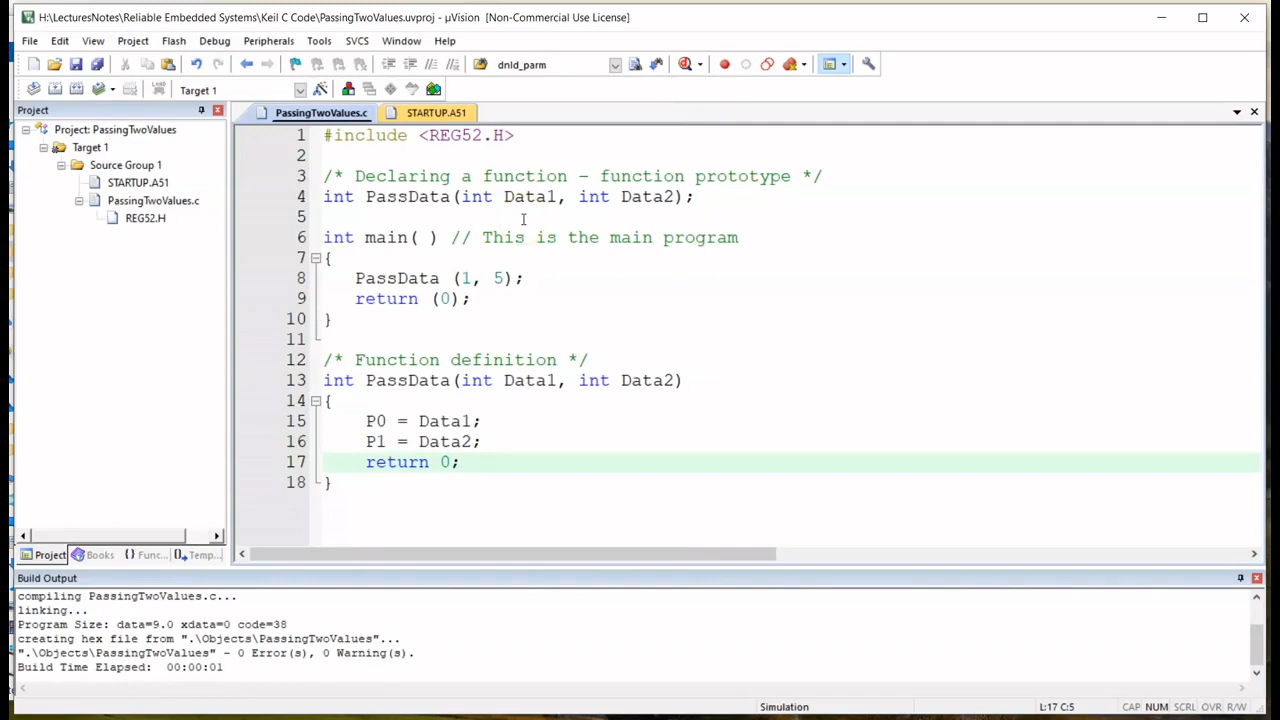 H:\LecturesNotes\Reliable Embedded Systems\Keil C Code\PassingTwoValues.uvproj - µVision [Non-Commercial Use License]
File Edit View Project Flash Debug Peripherals Tools SVCS Window Help
dnld_parm
LOAD Target 1
Project
PassingTwoValues.c STARTUP.A51
Project: PassingTwoValues
Target 1
Source Group 1
STARTUP.A51
PassingTwoValues.c
REG52.H
1 #include <REG52.H>
2
3 /* Declaring a function - function prototype */
4 int PassData(int Data1, int Data2);
5
6 int main( ) // This is the main program
7 {
8 PassData (1, 5);
9 return (0);
10 }
11
12 /* Function definition */
13 int PassData(int Data1, int Data2)
14 {
15 P0 = Data1;
16 P1 = Data2;
17 return 0;
18 }
Project Books {} Func... Temp...
Build Output
compiling PassingTwoValues.c...
linking...
Program Size: data=9.0 xdata=0 code=38
creating hex file from ".\Objects\PassingTwoValues"...
".\Objects\PassingTwoValues" - 0 Error(s), 0 Warning(s).
Build Time Elapsed: 00:00:01
Simulation L:17 C:5 CAP NUM SCRL OVR R/W